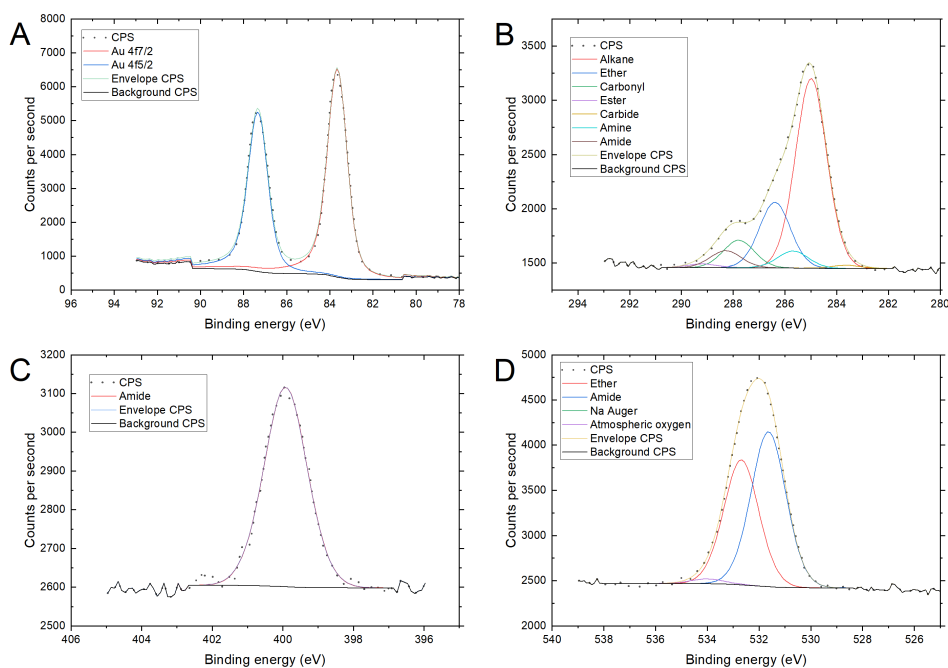 A
CPS
Au 4f7/2
Au 4f5/2
Envelope CPS
Background CPS
8000
7000
6000
5000
4000
3000
2000
1000
0
Counts per second
96 94 92 90 88 86 84 82 80 78
Binding energy (eV)
B
CPS
Alkane
Ether
Carbonyl
Ester
Carbide
Amine
Amide
Envelope CPS
Background CPS
3500
3000
2500
2000
1500
Counts per second
294 292 290 288 286 284 282 280
Binding energy (eV)
C
CPS
Amide
Envelope CPS
Background CPS
3200
3100
3000
2900
2800
2700
2600
2500
Counts per second
406 404 402 400 398 396
Binding energy (eV)
D
CPS
Ether
Amide
Na Auger
Atmospheric oxygen
Envelope CPS
Background CPS
5000
4500
4000
3500
3000
2500
2000
Counts per second
540 538 536 534 532 530 528 526
Binding energy (eV)